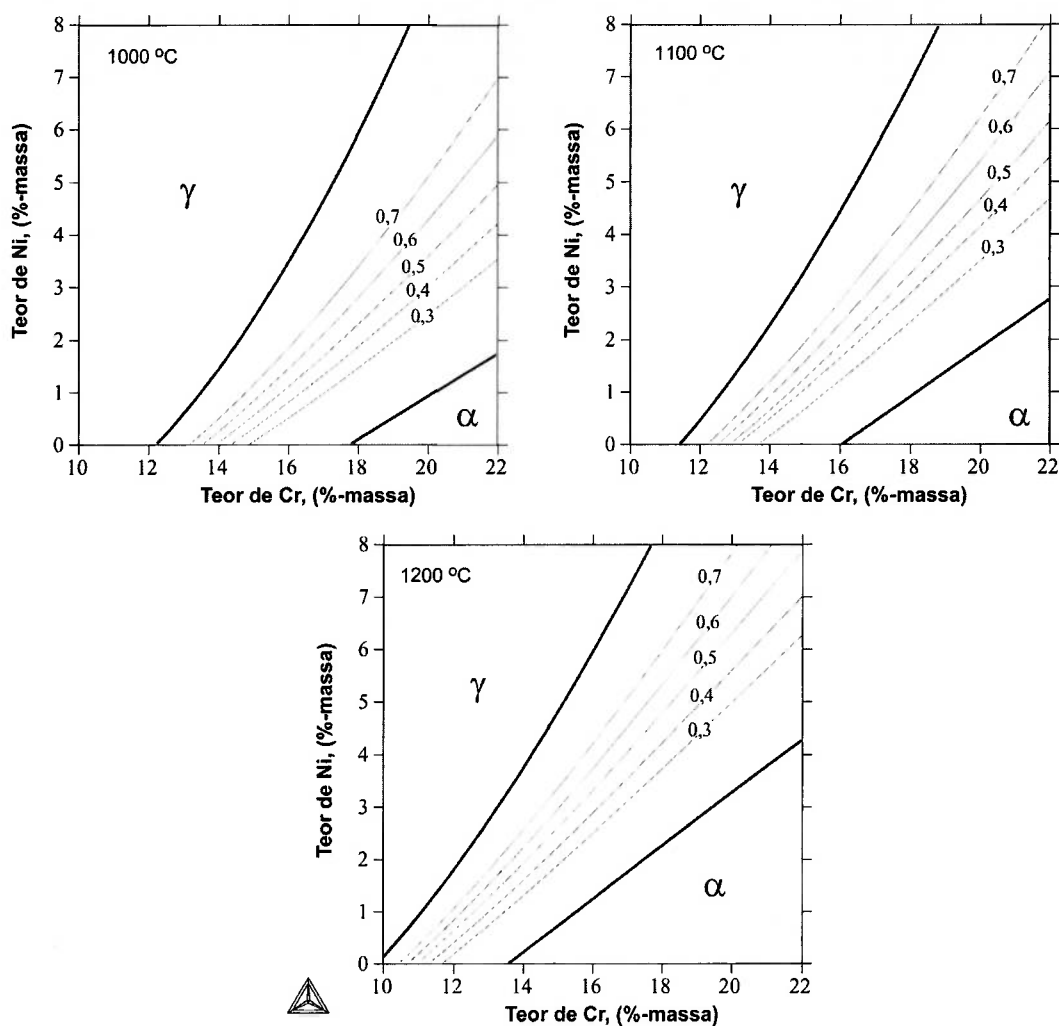 1000 °C
8
7
6
5
4
3
2
1
0
Teor de Ni, (%-massa)
γ
0,7
0,6
0,5
0,4
0,3
α
10 12 14 16 18 20 22
Teor de Cr, (%-massa)
1100 °C
8
7
6
5
4
3
2
1
0
Teor de Ni, (%-massa)
γ
0,7
0,6
0,5
0,4
0,3
α
10 12 14 16 18 20 22
Teor de Cr, (%-massa)
1200 °C
8
7
6
5
4
3
2
1
0
Teor de Ni, (%-massa)
γ
0,7
0,6
0,5
0,4
0,3
α
10 12 14 16 18 20 22
Teor de Cr, (%-massa)